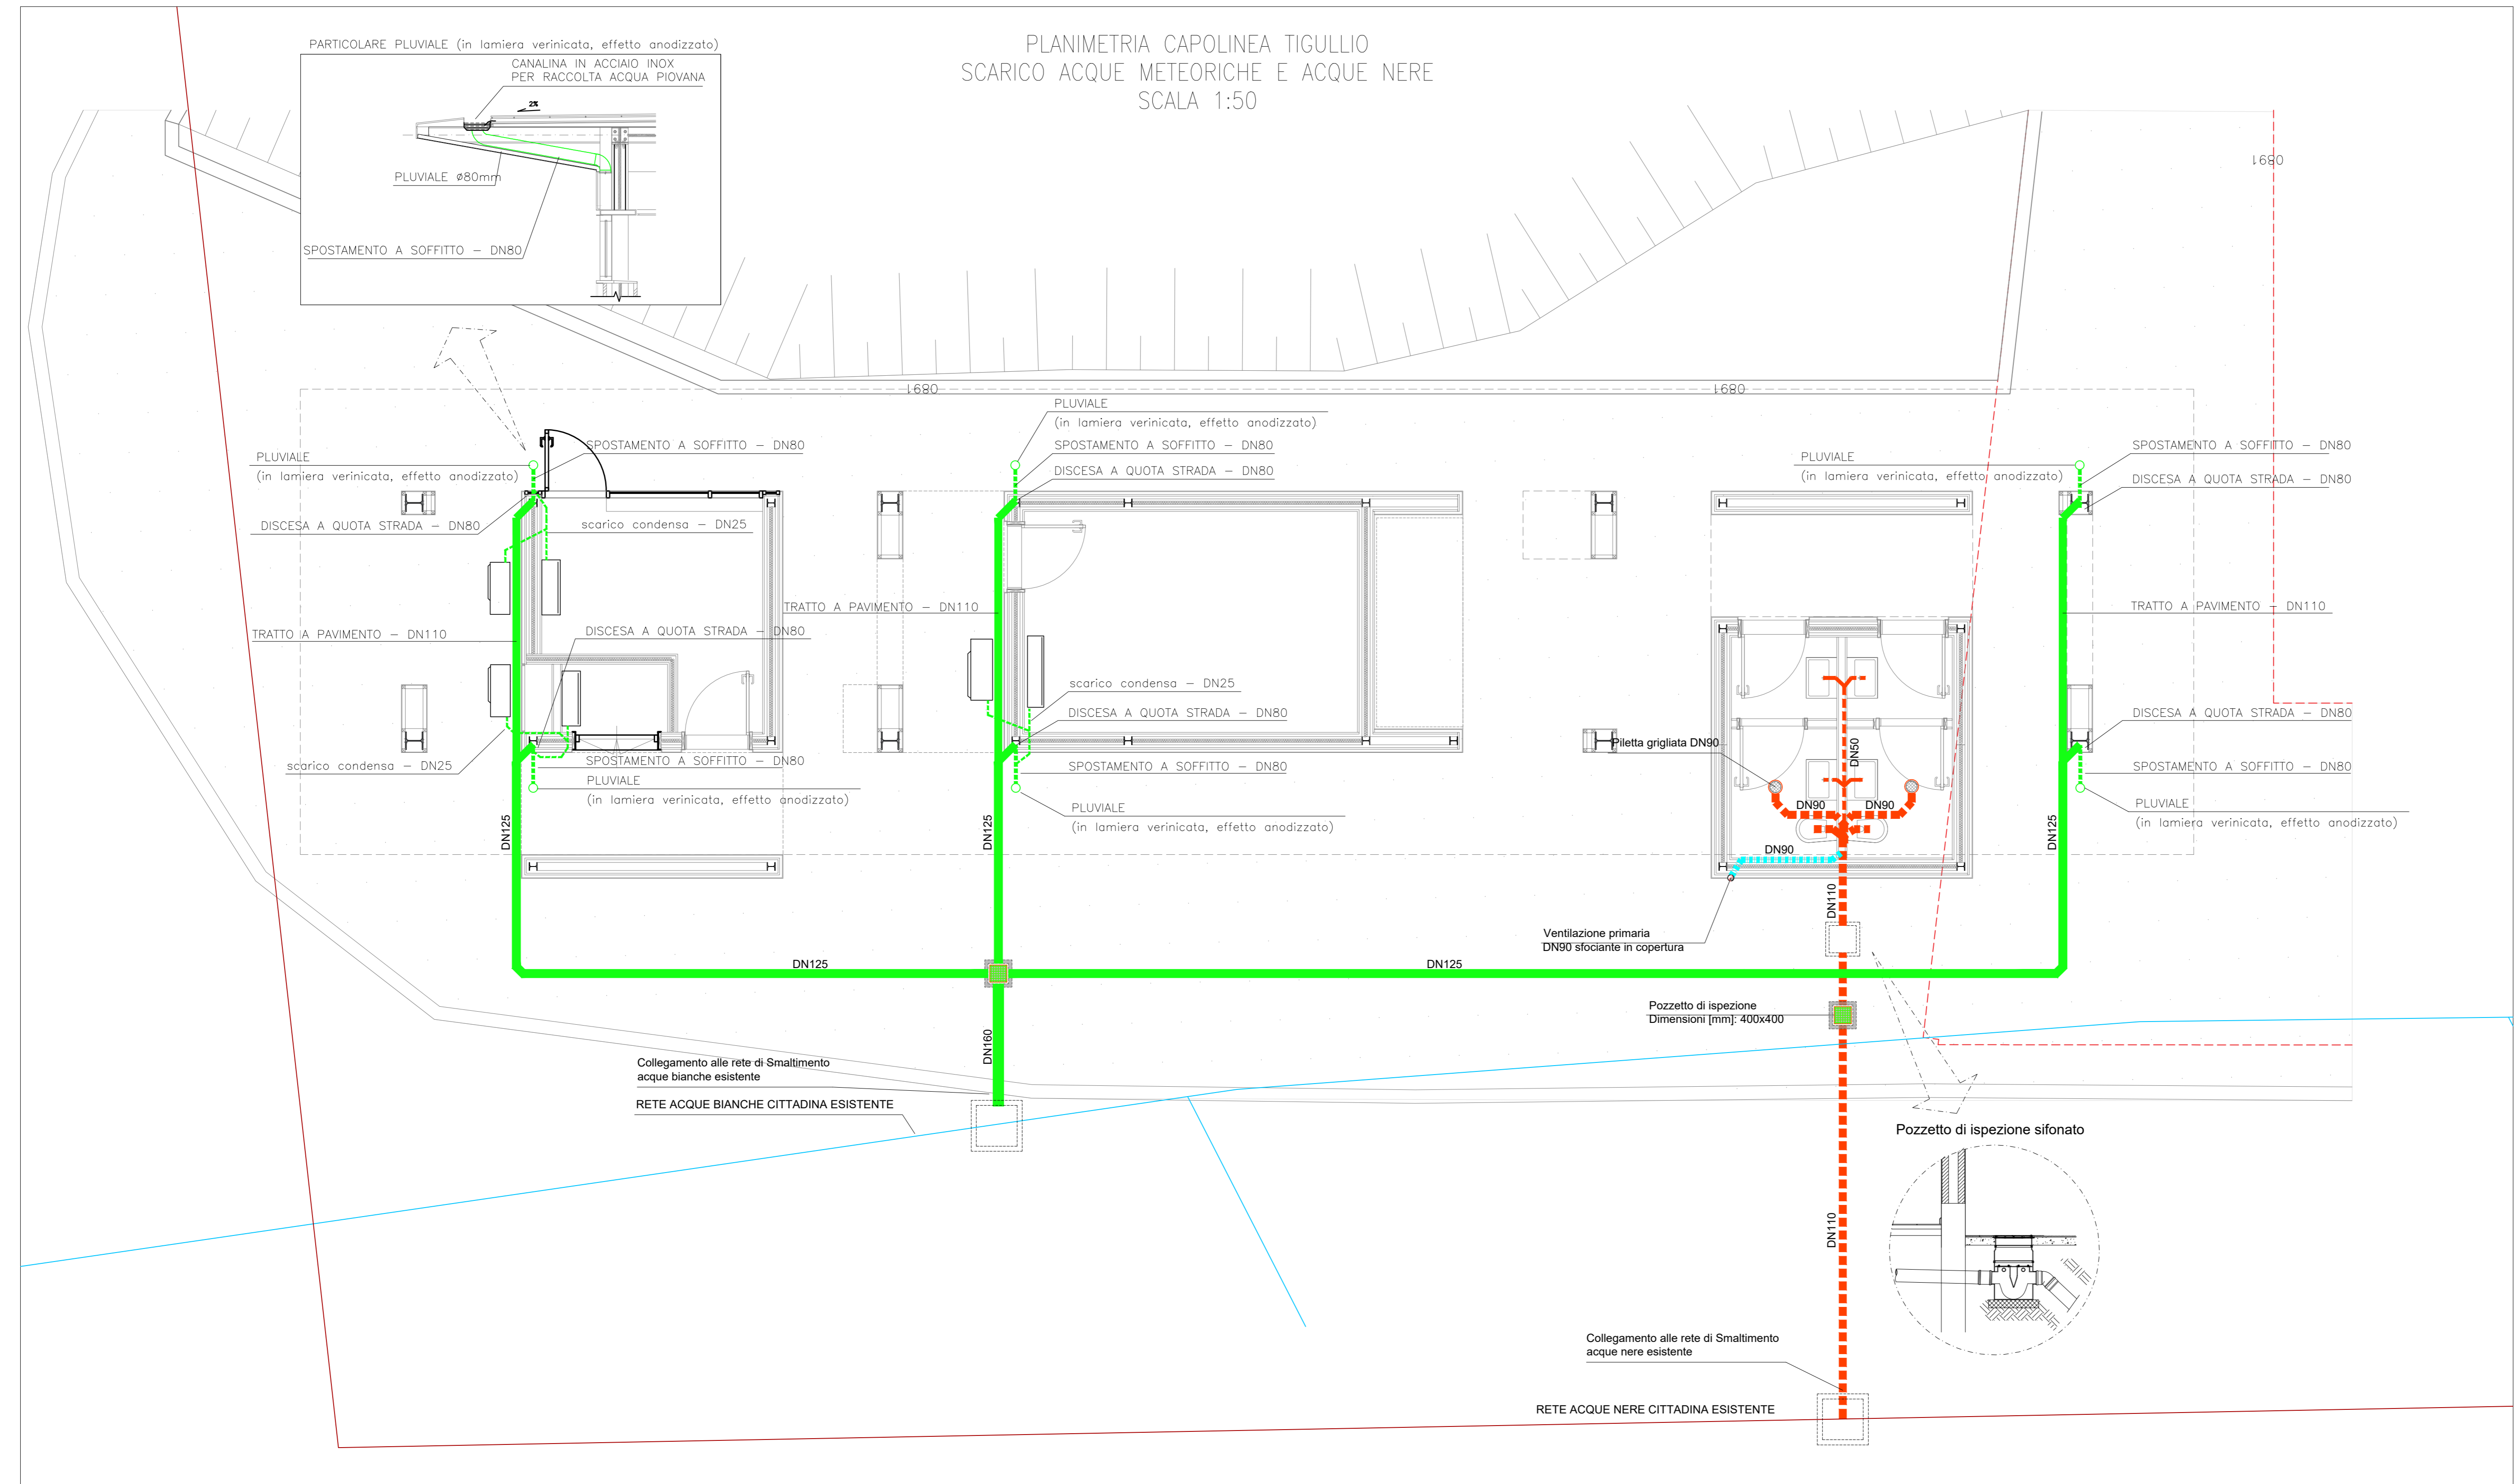 PLANIMETRIA CAPOLINEA TIGULLIO
SCARICO ACQUE METEORICHE E ACQUE NERE
SCALA 1:50
PARTICOLARE PLUVIALE (in lamiera verinicata, effetto anodizzato)
CANALINA IN ACCIAIO INOX
PER RACCOLTA ACQUA PIOVANA
2%
PLUVIALE Ø80mm
SPOSTAMENTO A SOFFITTO - DN80
1680
1680
1680
PLUVIALE
(in lamiera verinicata, effetto anodizzato)
SPOSTAMENTO A SOFFITTO - DN80
DISCESA A QUOTA STRADA - DN80
scarico condensa - DN25
TRATTO A PAVIMENTO - DN110
DISCESA A QUOTA STRADA - DN80
scarico condensa - DN25
SPOSTAMENTO A SOFFITTO - DN80
PLUVIALE
(in lamiera verinicata, effetto anodizzato)
DN125
PLUVIALE
(in lamiera verinicata, effetto anodizzato)
SPOSTAMENTO A SOFFITTO - DN80
DISCESA A QUOTA STRADA - DN80
TRATTO A PAVIMENTO - DN110
scarico condensa - DN25
DISCESA A QUOTA STRADA - DN80
SPOSTAMENTO A SOFFITTO - DN80
PLUVIALE
(in lamiera verinicata, effetto anodizzato)
DN125
PLUVIALE
(in lamiera verinicata, effetto anodizzato)
SPOSTAMENTO A SOFFITTO - DN80
DISCESA A QUOTA STRADA - DN80
TRATTO A PAVIMENTO - DN110
DISCESA A QUOTA STRADA - DN80
SPOSTAMENTO A SOFFITTO - DN80
PLUVIALE
(in lamiera verinicata, effetto anodizzato)
DN125
Piletta grigliata DN90
DN50
DN90
DN90
DN90
DN110
Ventilazione primaria
DN90 sfociante in copertura
DN125
DN125
Pozzetto di ispezione
Dimensioni [mm]: 400x400
DN160
Collegamento alle rete di Smaltimento
acque bianche esistente
RETE ACQUE BIANCHE CITTADINA ESISTENTE
Pozzetto di ispezione sifonato
DN110
Collegamento alle rete di Smaltimento
acque nere esistente
RETE ACQUE NERE CITTADINA ESISTENTE